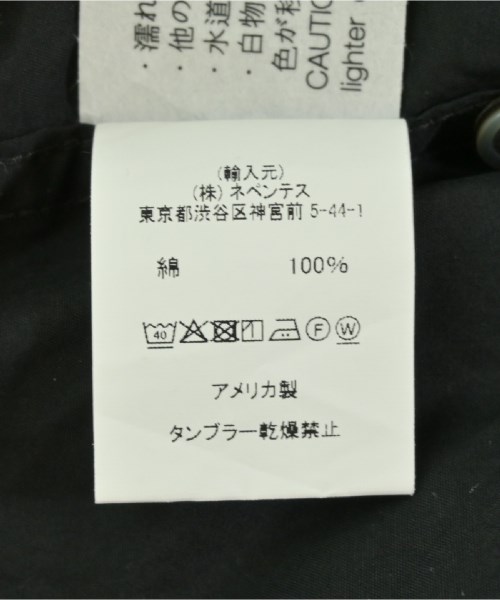 ・濡れ
・他の
・水道
・白物
色が移
CAUTIO
lighter
(輸入元)
(株) ネペンテス
東京都渋谷区神宮前 5-44-1
綿 100%
40 F W
アメリカ製
タンブラー乾燥禁止